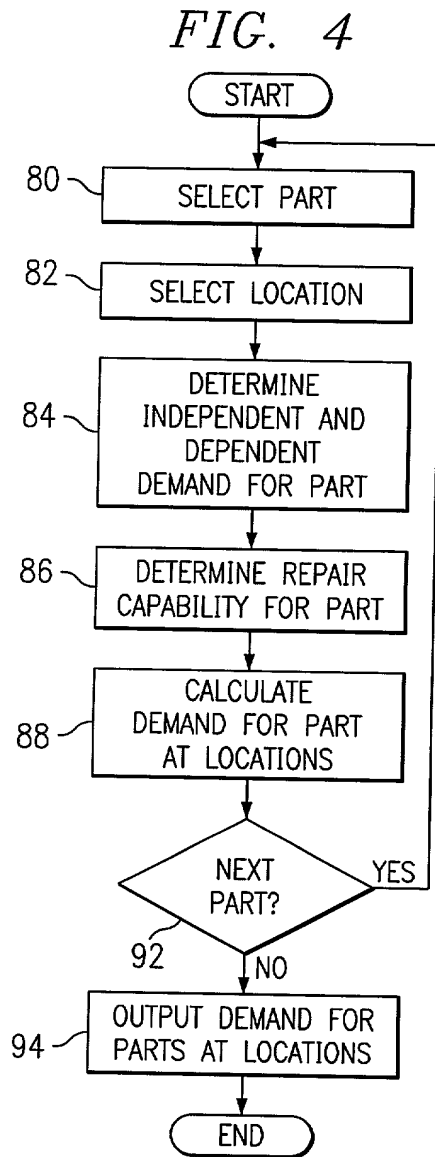 FIG. 4
START
80
SELECT PART
82
SELECT LOCATION
84
DETERMINE
INDEPENDENT AND
DEPENDENT
DEMAND FOR PART
86
DETERMINE REPAIR
CAPABILITY FOR PART
88
CALCULATE
DEMAND FOR PART
AT LOCATIONS
NEXT
PART?
YES
92
NO
94
OUTPUT DEMAND FOR
PARTS AT LOCATIONS
END